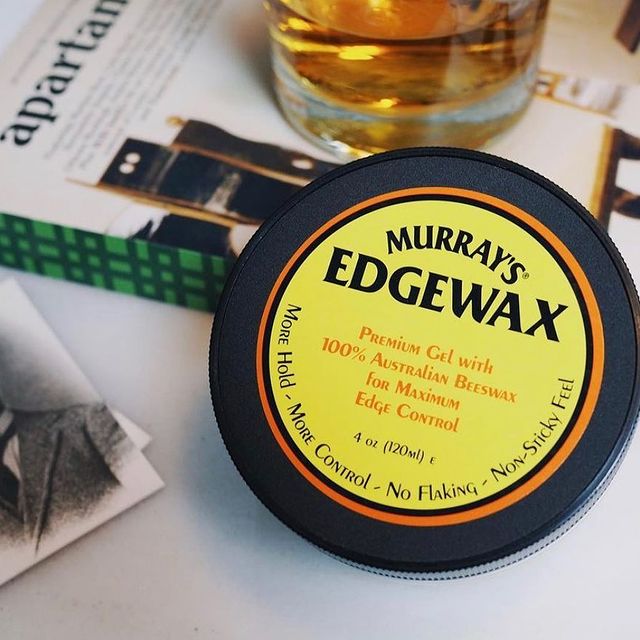 apartan
MURRAY'S®
EDGEWAX
Premium Gel with
100% Australian Beeswax
for Maximum
Edge Control
4 oz (120ml) e
More Hold - More Control - No Flaking - Non-Sticky Feel